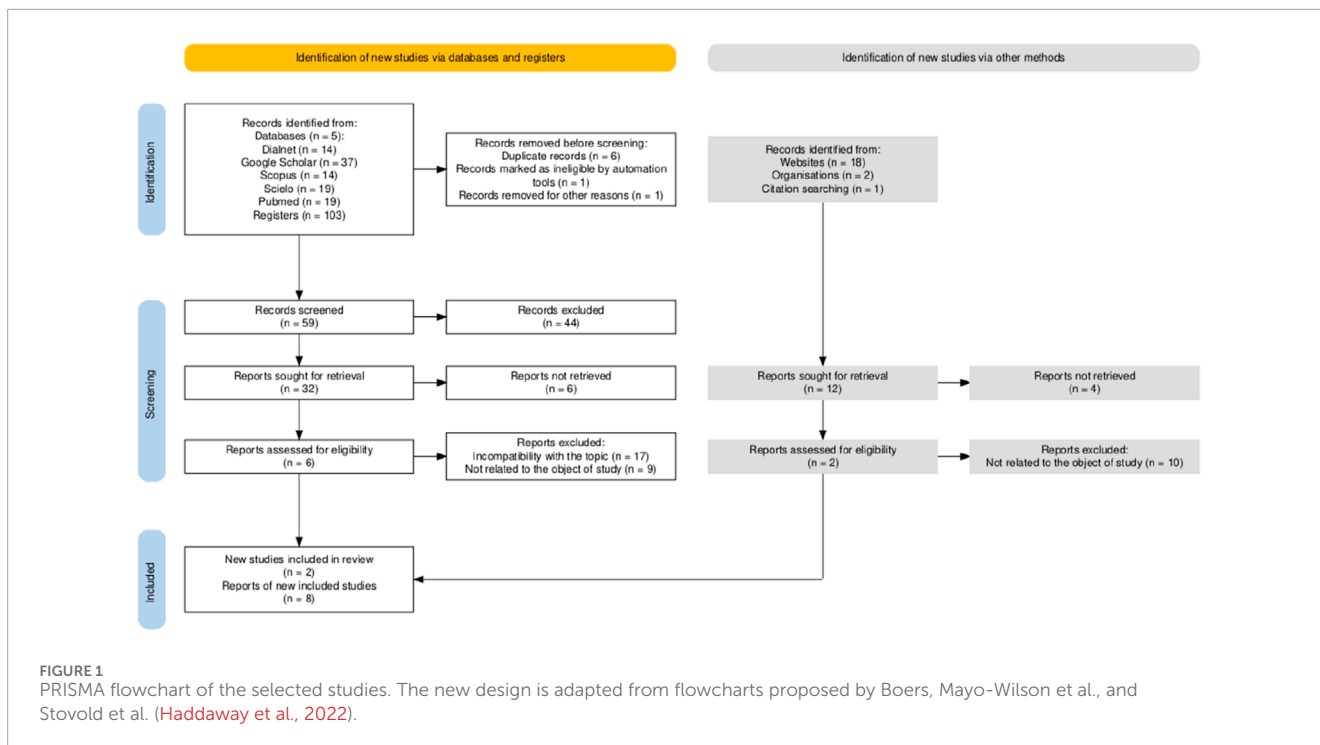 Identification of new studies via databases and registers
Identification of new studies via other methods
Identification
Records identified from:
Databases (n = 5):
Dialnet (n = 14)
Google Scholar (n = 37)
Scopus (n = 14)
Scielo (n = 19)
Pubmed (n = 19)
Registers (n = 103)
Records removed before screening:
Duplicate records (n = 6)
Records marked as ineligible by automation
tools (n = 1)
Records removed for other reasons (n = 1)
Records identified from:
Websites (n = 18)
Organisations (n = 2)
Citation searching (n = 1)
Screening
Records screened
(n = 59)
Records excluded
(n = 44)
Reports sought for retrieval
(n = 32)
Reports not retrieved
(n = 6)
Reports sought for retrieval
(n = 12)
Reports not retrieved
(n = 4)
Reports assessed for eligibility
(n = 6)
Reports excluded:
Incompatibility with the topic (n = 17)
Not related to the object of study (n = 9)
Reports assessed for eligibility
(n = 2)
Reports excluded:
Not related to the object of study (n = 10)
Included
New studies included in review
(n = 2)
Reports of new included studies
(n = 8)
FIGURE 1
PRISMA flowchart of the selected studies. The new design is adapted from flowcharts proposed by Boers, Mayo-Wilson et al., and
Stovold et al. (Haddaway et al., 2022).